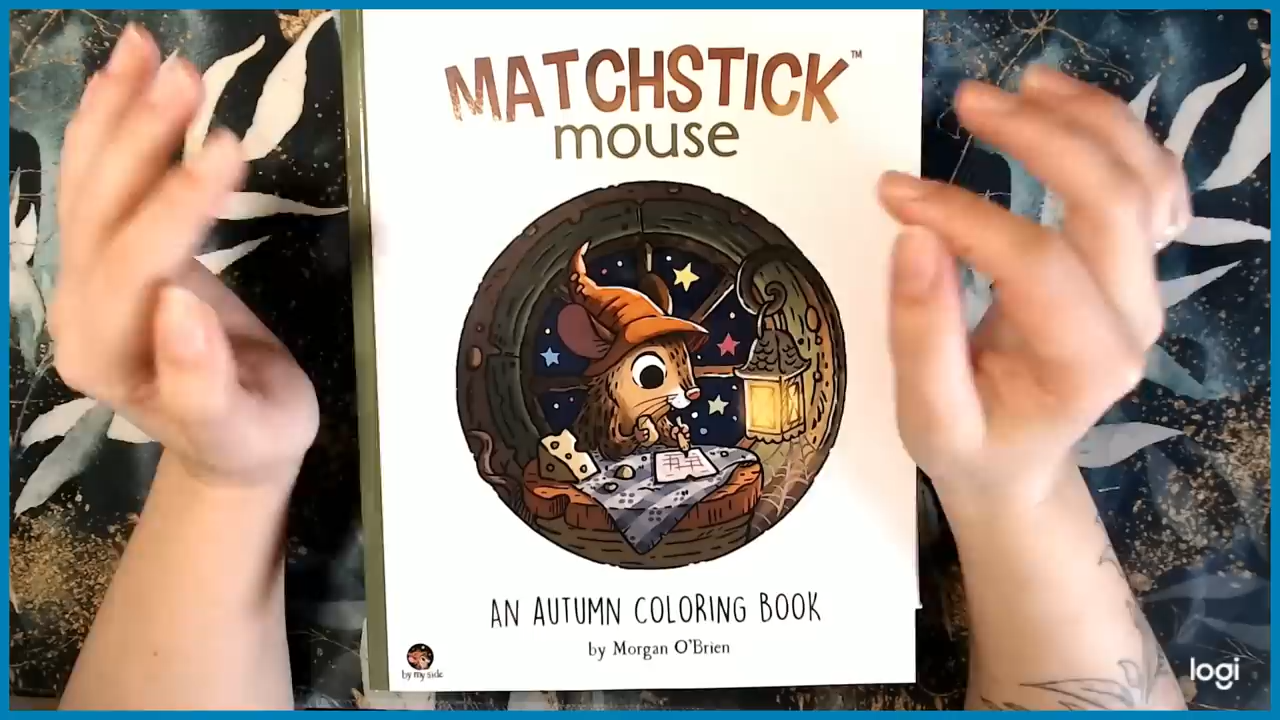 MATCHSTICK™
mouse
AN AUTUMN COLORING BOOK
by Morgan O'Brien
by my side
logi